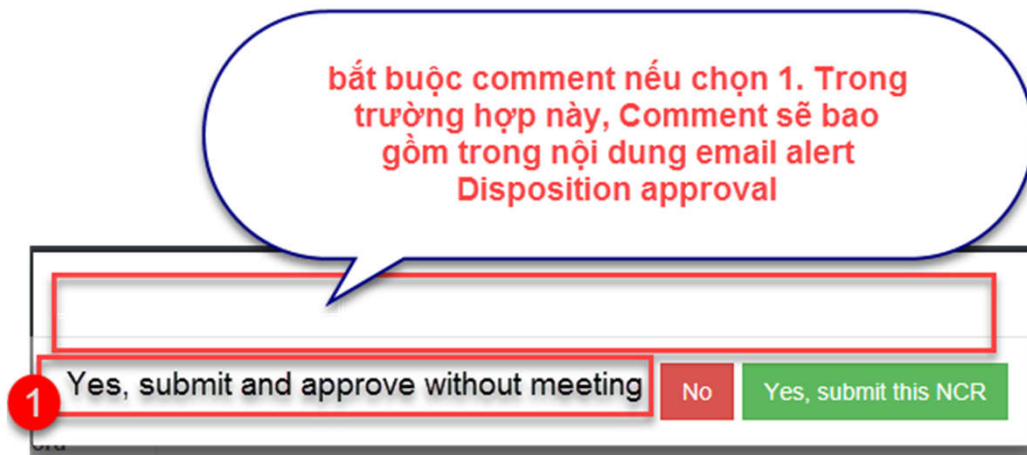 bắt buộc comment nếu chọn 1. Trong
trường hợp này, Comment sẽ bao
gồm trong nội dung email alert
Disposition approval
1 Yes, submit and approve without meeting No Yes, submit this NCR